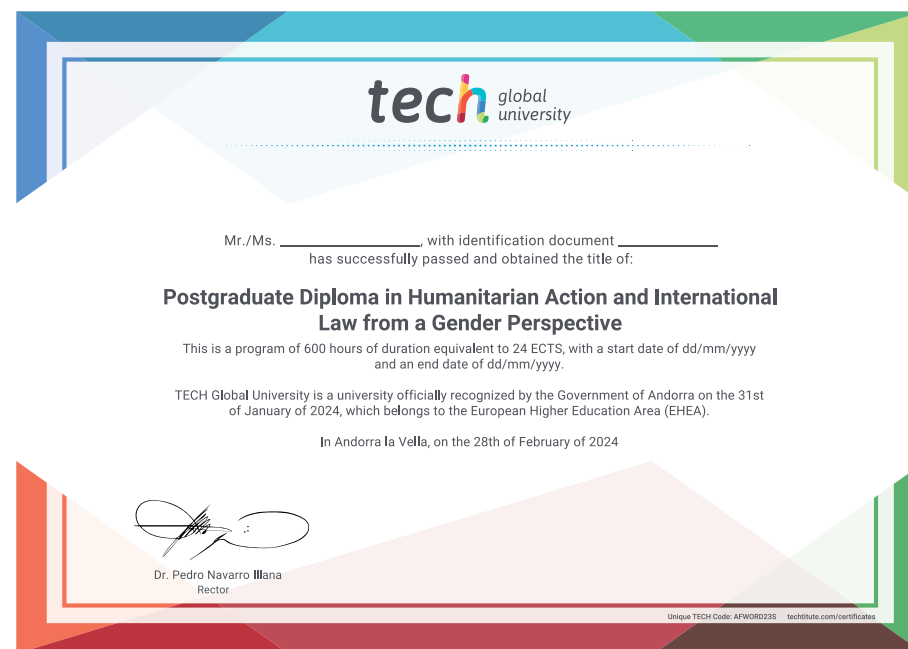 tech global university
Mr./Ms. ____________, with identification document ____________
has successfully passed and obtained the title of:
Postgraduate Diploma in Humanitarian Action and International
Law from a Gender Perspective
This is a program of 600 hours of duration equivalent to 24 ECTS, with a start date of dd/mm/yyyy
and an end date of dd/mm/yyyy.
TECH Global University is a university officially recognized by the Government of Andorra on the 31st
of January of 2024, which belongs to the European Higher Education Area (EHEA).
In Andorra la Vella, on the 28th of February of 2024
Dr. Pedro Navarro Illana
Rector
Unique TECH Code: AFWORD23S techtitute.com/certificates